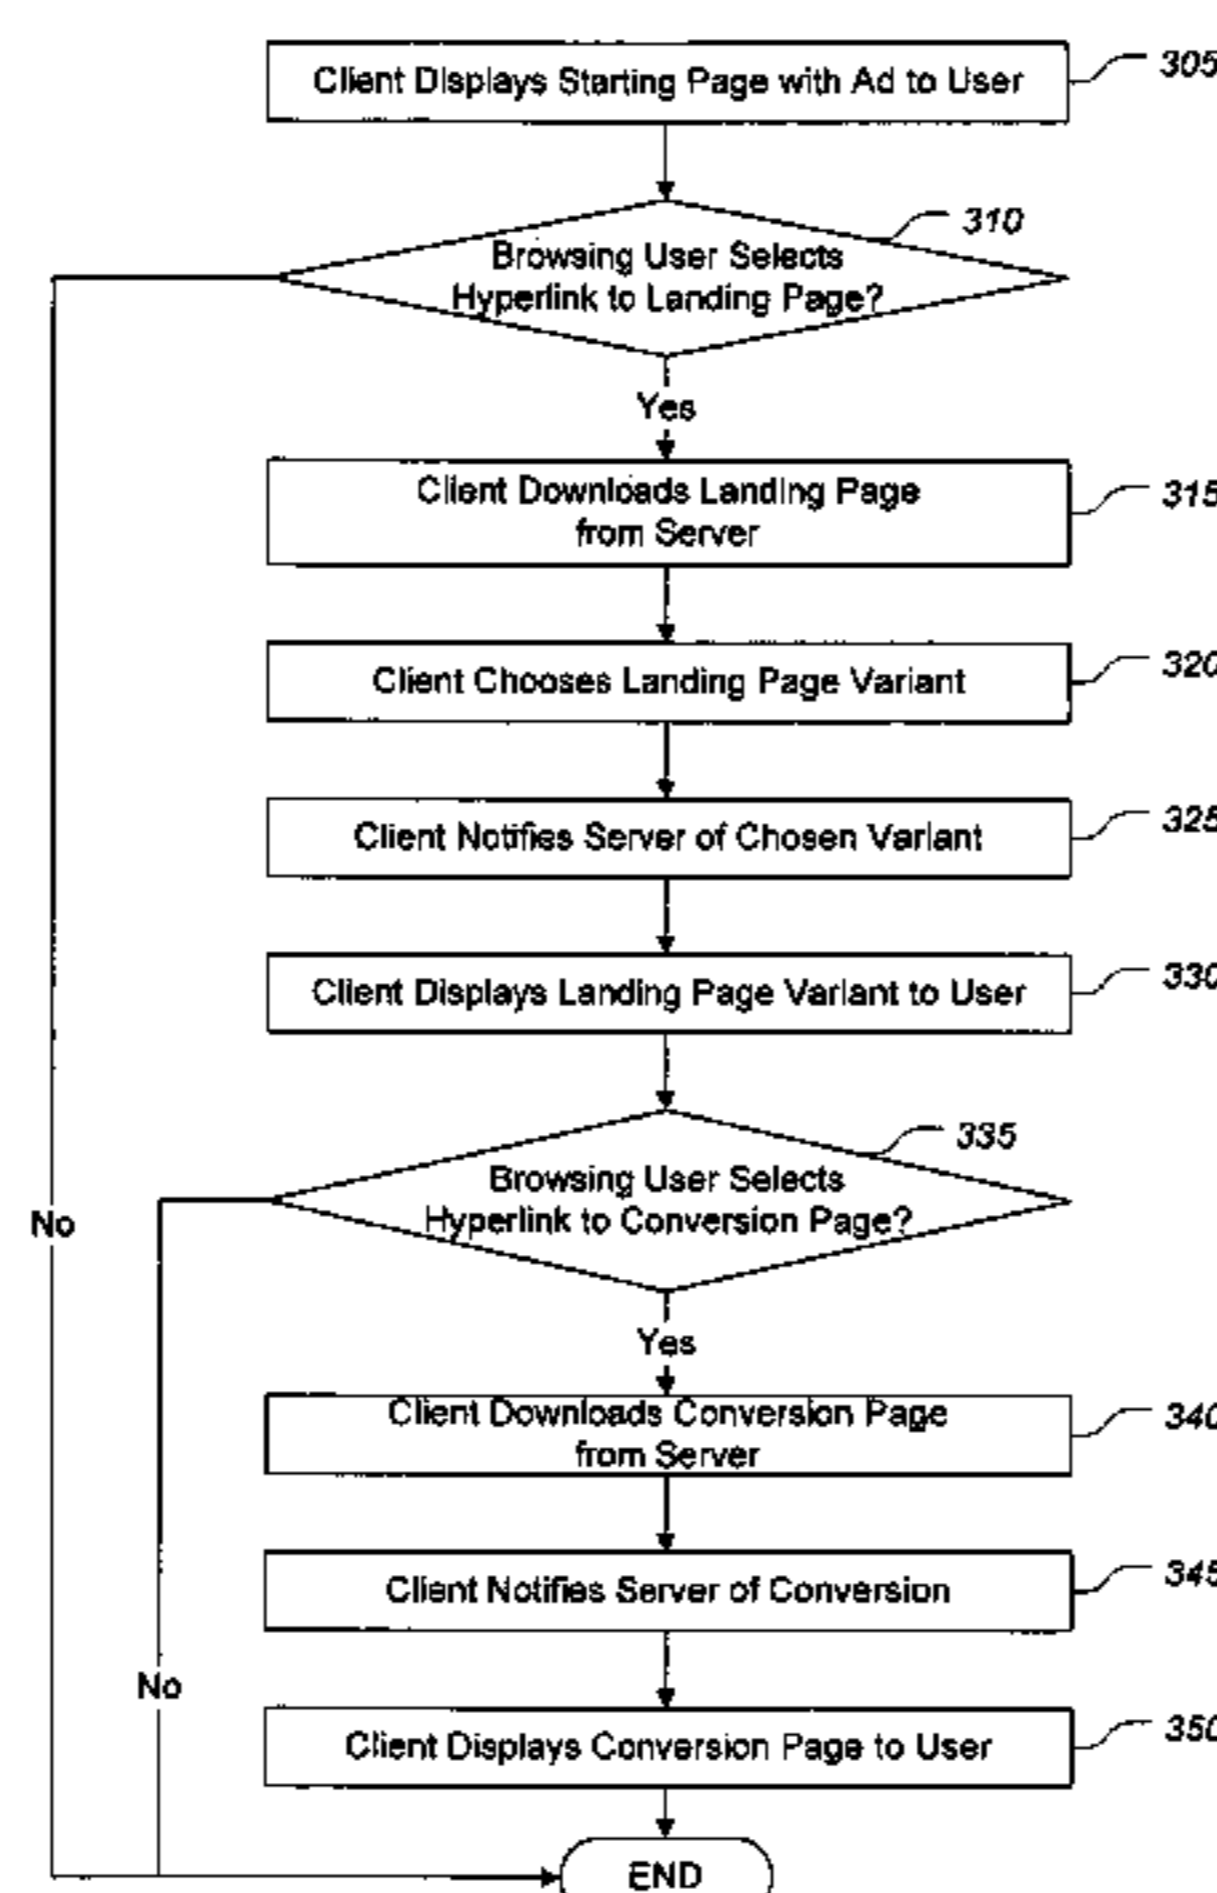 Client Displays Starting Page with Ad to User
305
310
Browsing User Selects
Hyperlink to Landing Page?
Yes
Client Downloads Landing Page
from Server
315
Client Chooses Landing Page Variant
320
Client Notifies Server of Chosen Variant
325
Client Displays Landing Page Variant to User
330
335
Browsing User Selects
Hyperlink to Conversion Page?
No
Yes
Client Downloads Conversion Page
from Server
340
Client Notifies Server of Conversion
345
No
Client Displays Conversion Page to User
350
END